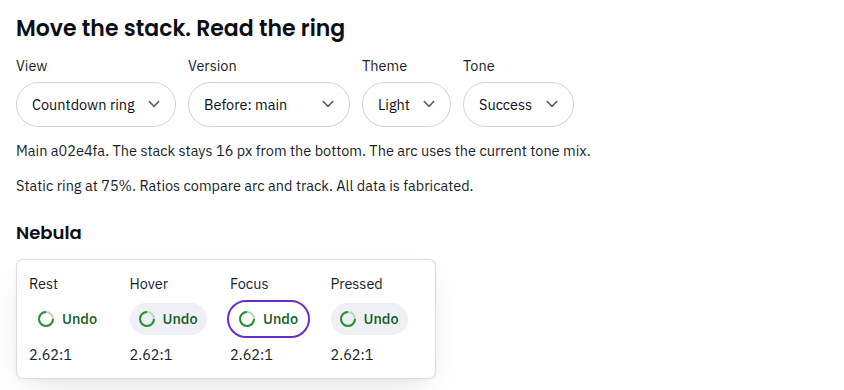 Move the stack. Read the ring
View Version Theme Tone
Countdown ring Before: main Light Success
Main a02e4fa. The stack stays 16 px from the bottom. The arc uses the current tone mix.
Static ring at 75%. Ratios compare arc and track. All data is fabricated.
Nebula
Rest Hover Focus Pressed
Undo Undo Undo Undo
2.62:1 2.62:1 2.62:1 2.62:1